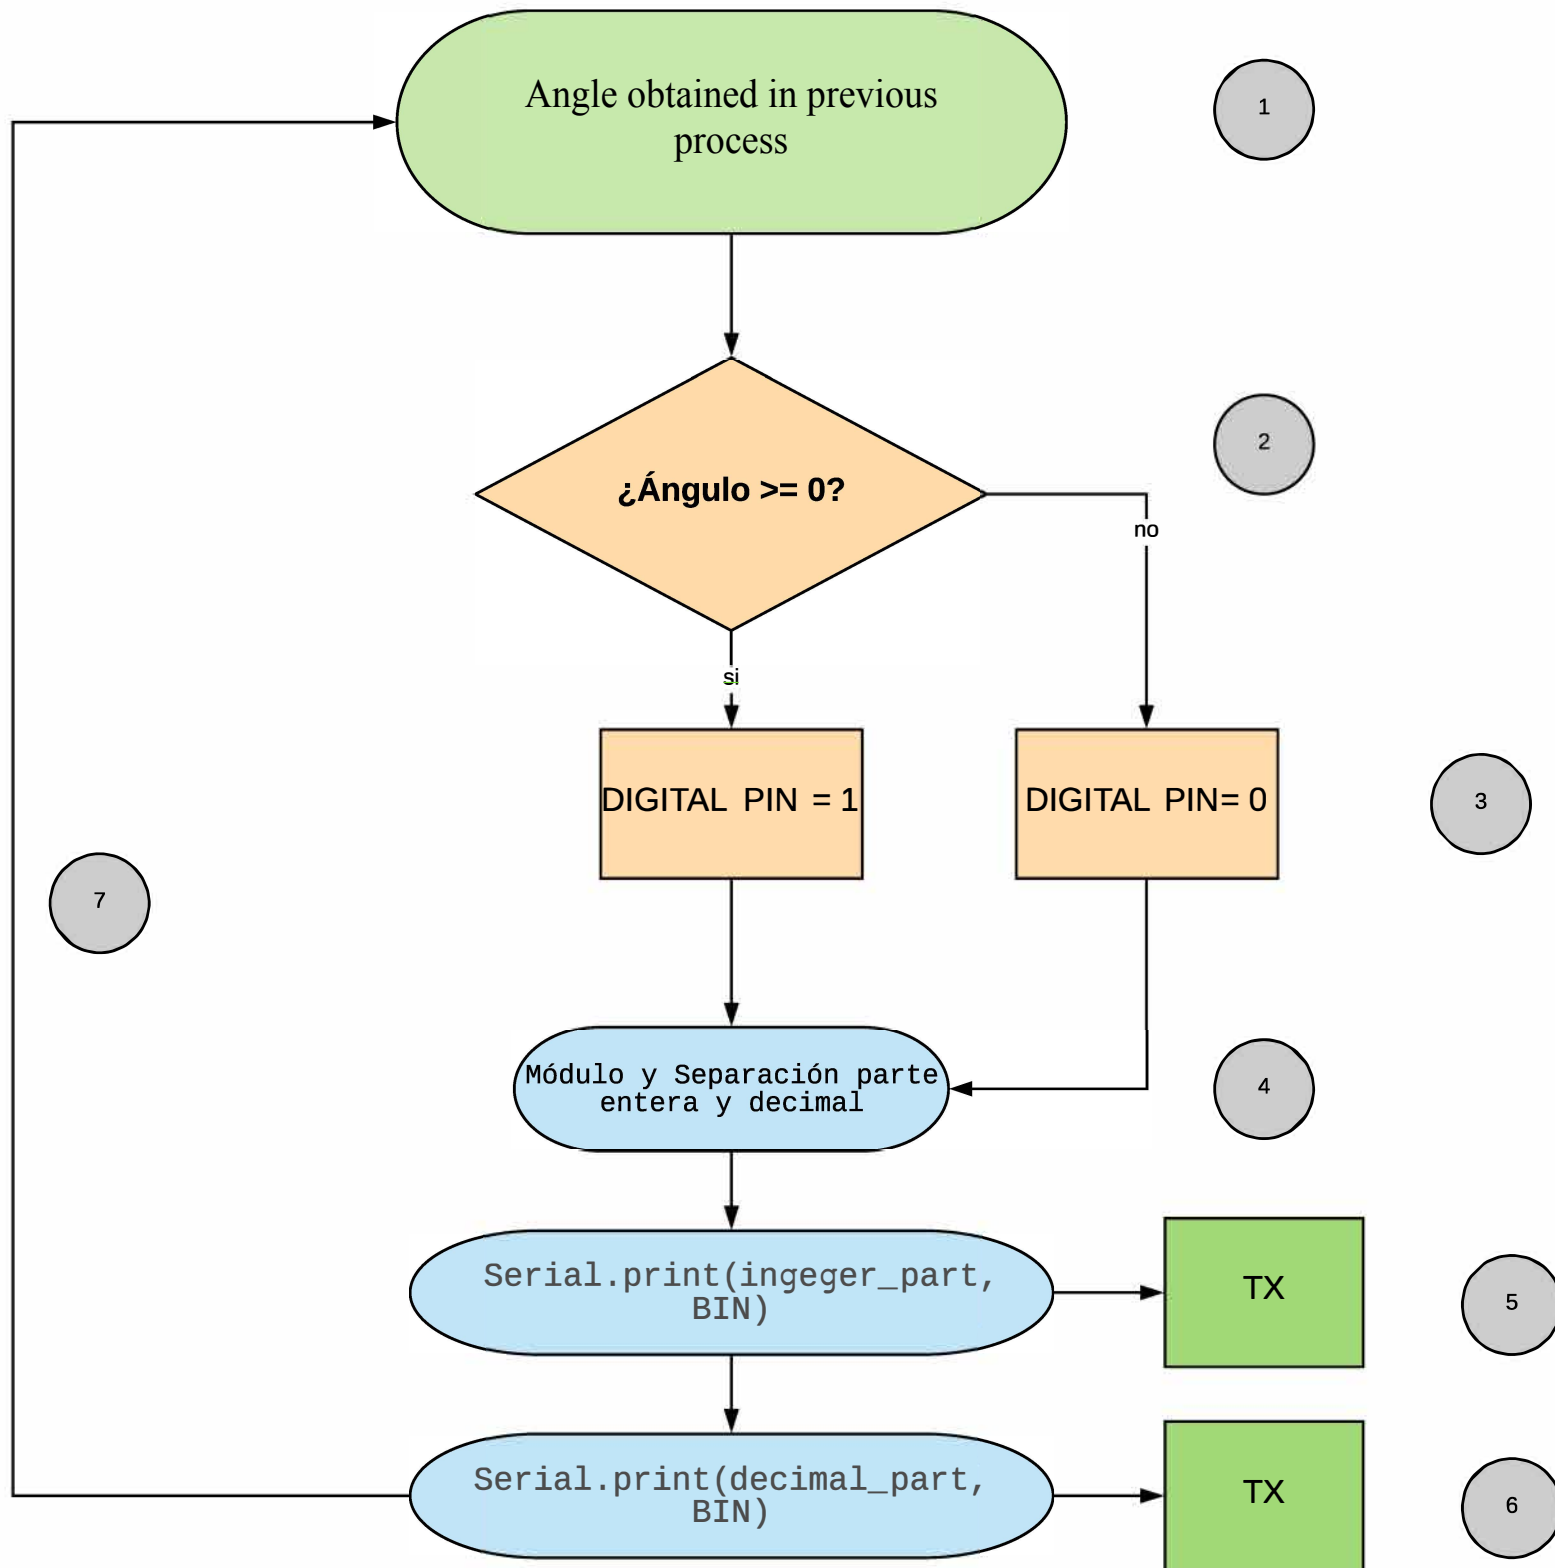 Angle obtained in previous
process
1
¿Ángulo >= 0?
2
no
si
DIGITAL PIN = 1
DIGITAL PIN= 0
3
7
Módulo y Separación parte
entera y decimal
4
Serial.print(ingeger_part,
BIN)
TX
5
Serial.print(decimal_part,
BIN)
TX
6